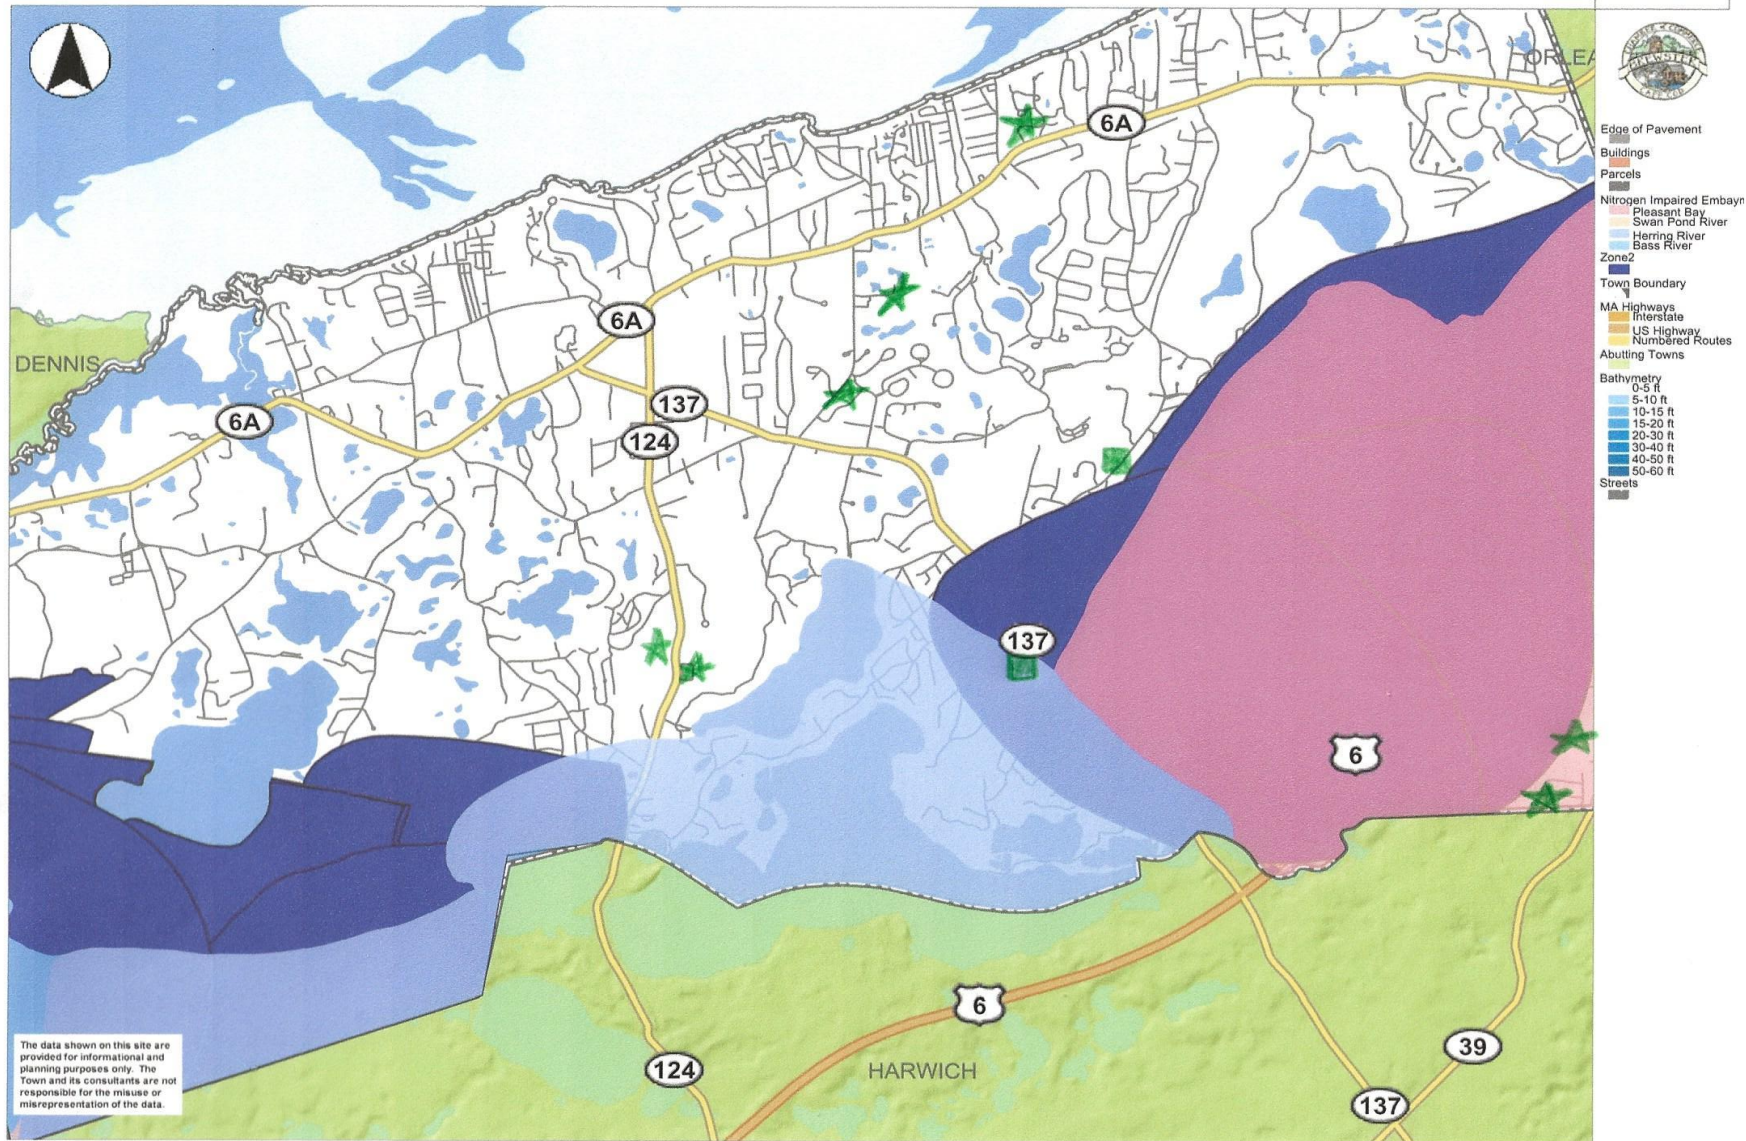 ORLEA
BREWSTER
CAPE COD
Edge of Pavement
Buildings
Parcels
Nitrogen Impaired Embaym
Pleasant Bay
Swan Pond River
Herring River
Bass River
Zone2
Town Boundary
MA Highways
Interstate
US Highway
Numbered Routes
Abutting Towns
Bathymetry
0-5 ft
5-10 ft
10-15 ft
15-20 ft
20-30 ft
30-40 ft
40-50 ft
50-60 ft
Streets
6A
6A
DENNIS
137
6A
124
137
6
6
39
124
HARWICH
137
The data shown on this site are
provided for informational and
planning purposes only. The
Town and its consultants are not
responsible for the misuse or
misrepresentation of the data.